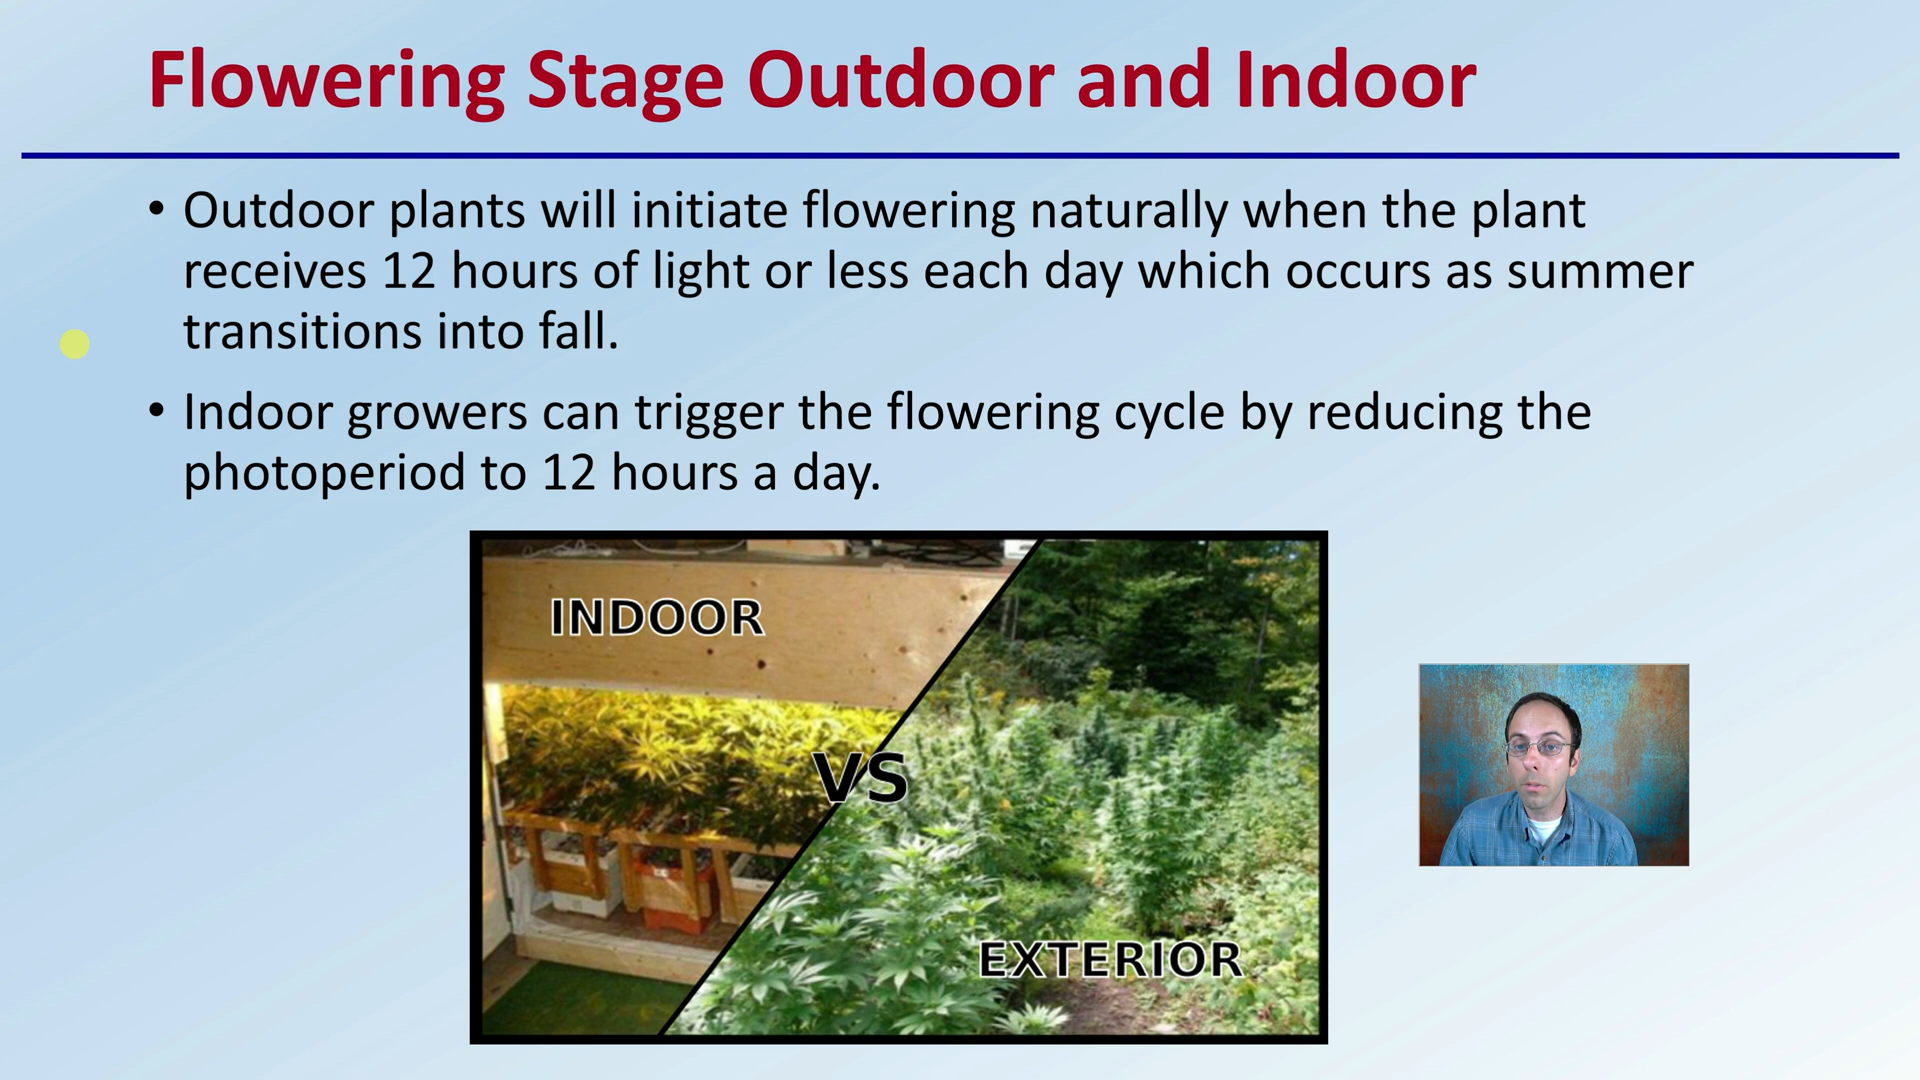 Flowering Stage Outdoor and Indoor
• Outdoor plants will initiate flowering naturally when the plant
receives 12 hours of light or less each day which occurs as summer
transitions into fall.
• Indoor growers can trigger the flowering cycle by reducing the
photoperiod to 12 hours a day.
INDOOR
VS
EXTERIOR